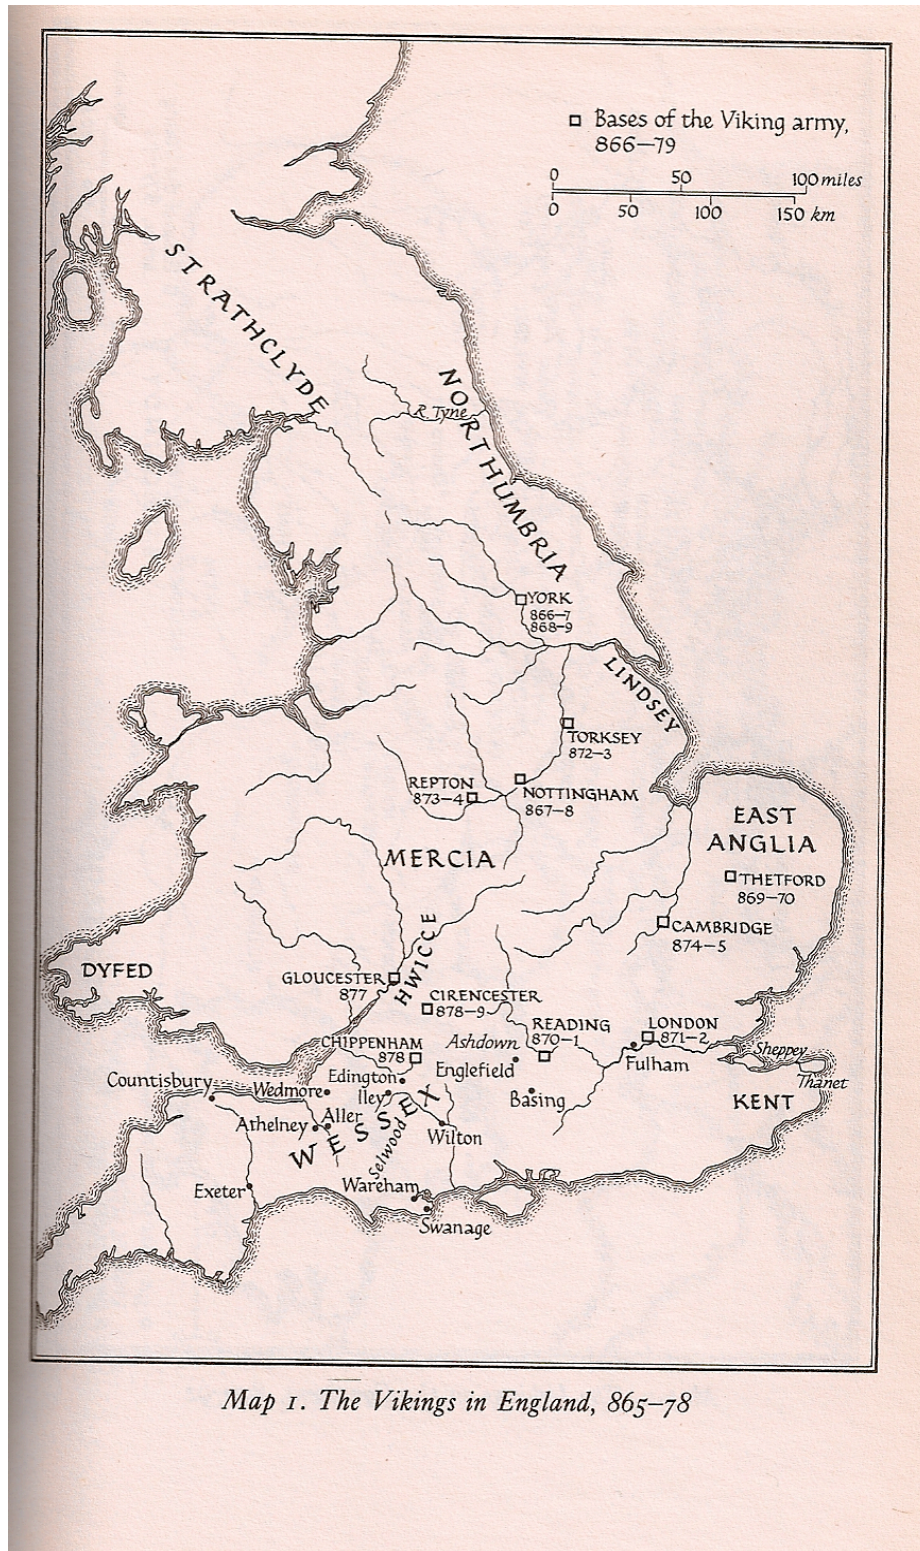 Bases of the Viking army,
866–79
0 50 100 miles
0 50 100 150 km
STRATHCLYDE
NORTHUMBRIA
R. Tyne
YORK
866–7
868–9
LINDSEY
TORKSEY
872–3
REPTON
873–4
NOTTINGHAM
867–8
EAST
ANGLIA
MERCIA
THETFORD
869–70
CAMBRIDGE
874–5
HWICCE
DYFED
GLOUCESTER
877
CIRENCESTER
878–9
READING
870–1
LONDON
871–2
CHIPPENHAM
878
Ashdown
Sheppey
Fulham
Englefield
Edington
Thanet
Countisbury
Wedmore
Iley
Basing
KENT
Aller
Athelney
WESSEX
Selwood
Wilton
Exeter
Wareham
Swanage
Map 1. The Vikings in England, 865–78